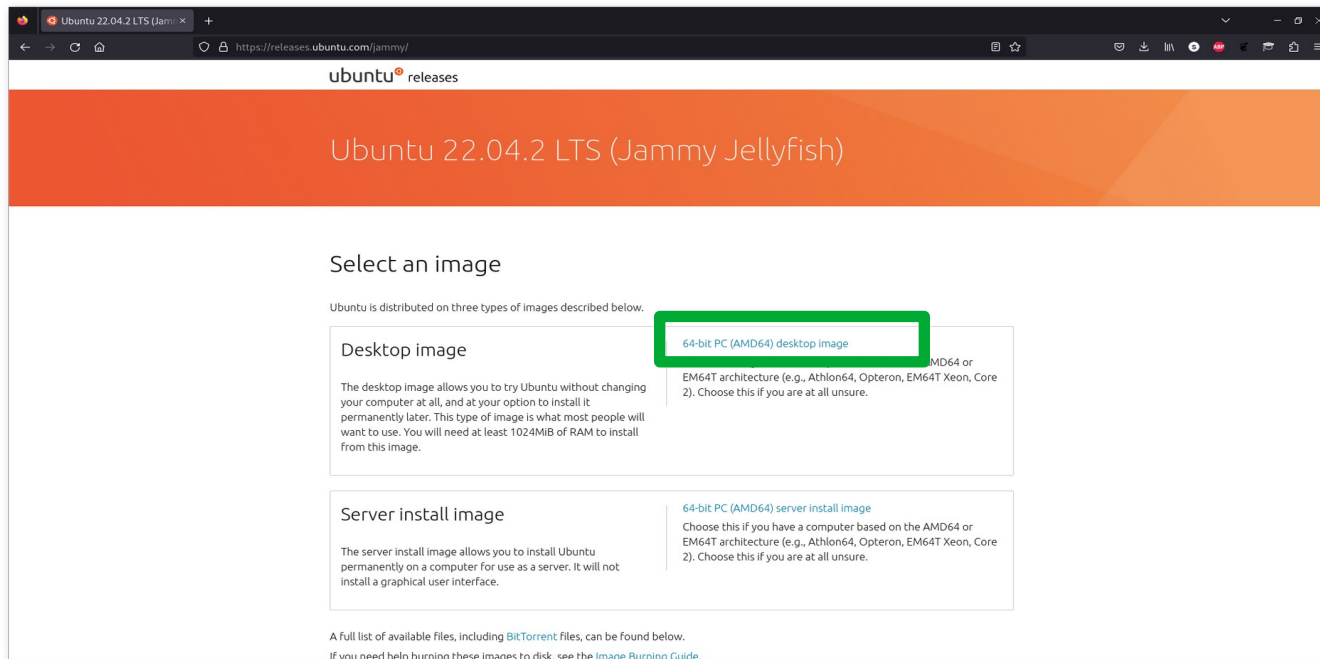 Ubuntu 22.04.2 LTS (Jam
https://releases.ubuntu.com/jammy/
ubuntu releases
Ubuntu 22.04.2 LTS (Jammy Jellyfish)
Select an image
Ubuntu is distributed on three types of images described below.
Desktop image
The desktop image allows you to try Ubuntu without changing
your computer at all, and at your option to install it
permanently later. This type of image is what most people will
want to use. You will need at least 1024MiB of RAM to install
from this image.
64-bit PC (AMD64) desktop image
AMD64 or
EM64T architecture (e.g., Athlon64, Opteron, EM64T Xeon, Core
2). Choose this if you are at all unsure.
Server install image
The server install image allows you to install Ubuntu
permanently on a computer for use as a server. It will not
install a graphical user interface.
64-bit PC (AMD64) server install image
Choose this if you have a computer based on the AMD64 or
EM64T architecture (e.g., Athlon64, Opteron, EM64T Xeon, Core
2). Choose this if you are at all unsure.
A full list of available files, including BitTorrent files, can be found below.
If you need help burning these images to disk, see the Image Burning Guide.